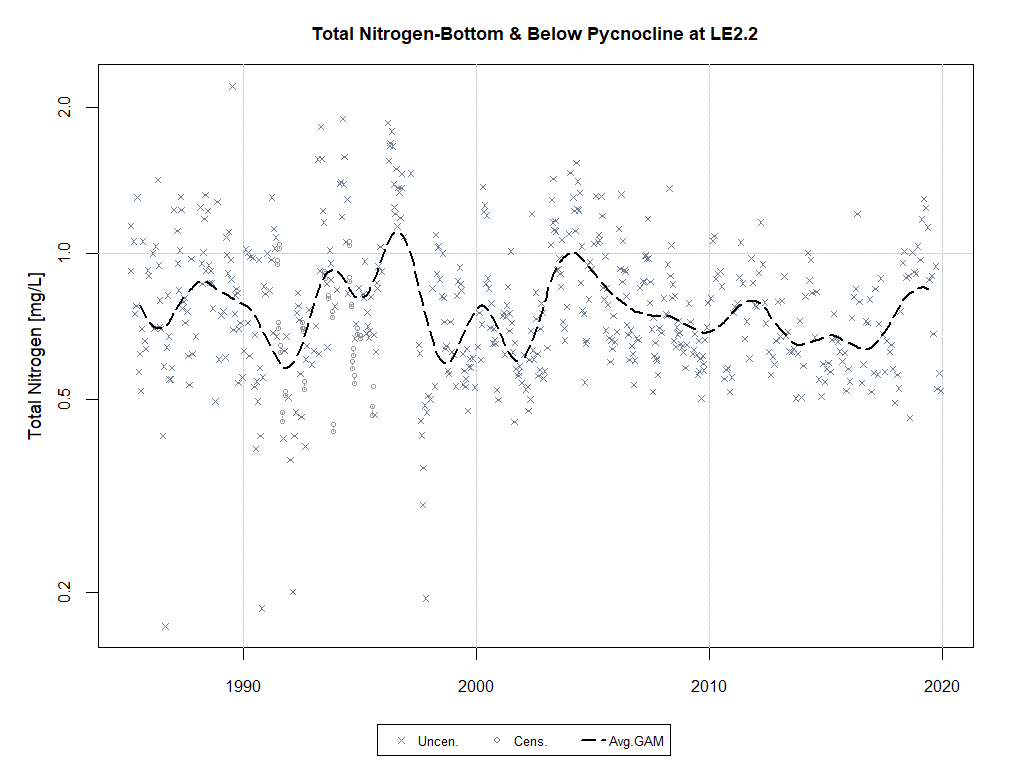 Total Nitrogen-Bottom & Below Pycnocline at LE2.2
Total Nitrogen [mg/L]
2.0
1.0
0.5
0.2
1990 2000 2010 2020
Uncen. Cens. Avg.GAM